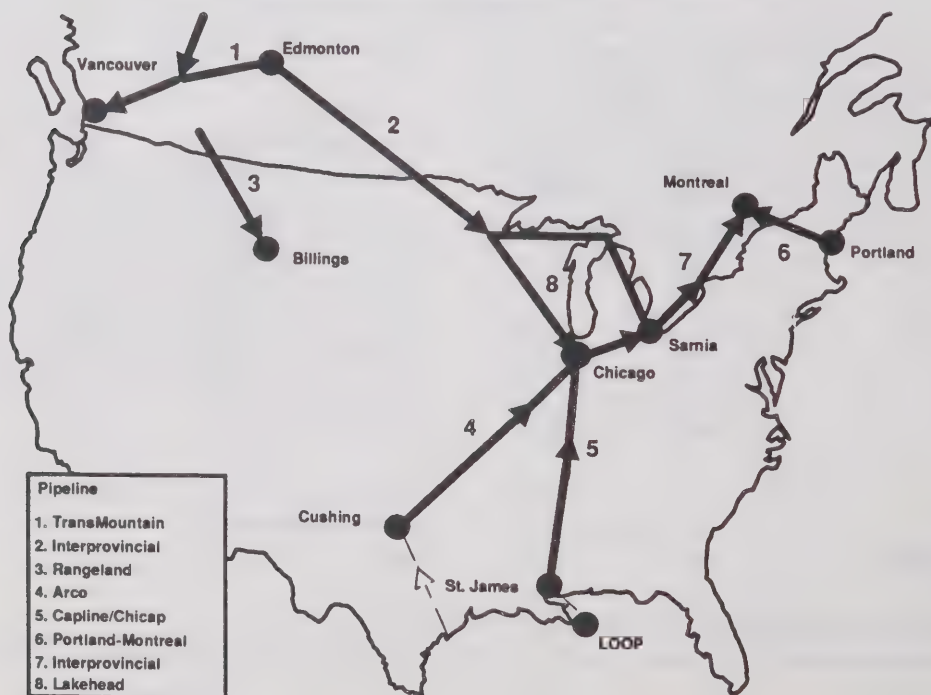 1
Edmonton
Vancouver
2
3
Montreal
Billings
7
6
Portland
8
Sarnia
Chicago
4
5
Cushing
St. James
LOOP
Pipeline
1. TransMountain
2. Interprovincial
3. Rangeland
4. Arco
5. Capline/Chicap
6. Portland-Montreal
7. Interprovincial
8. Lakehead